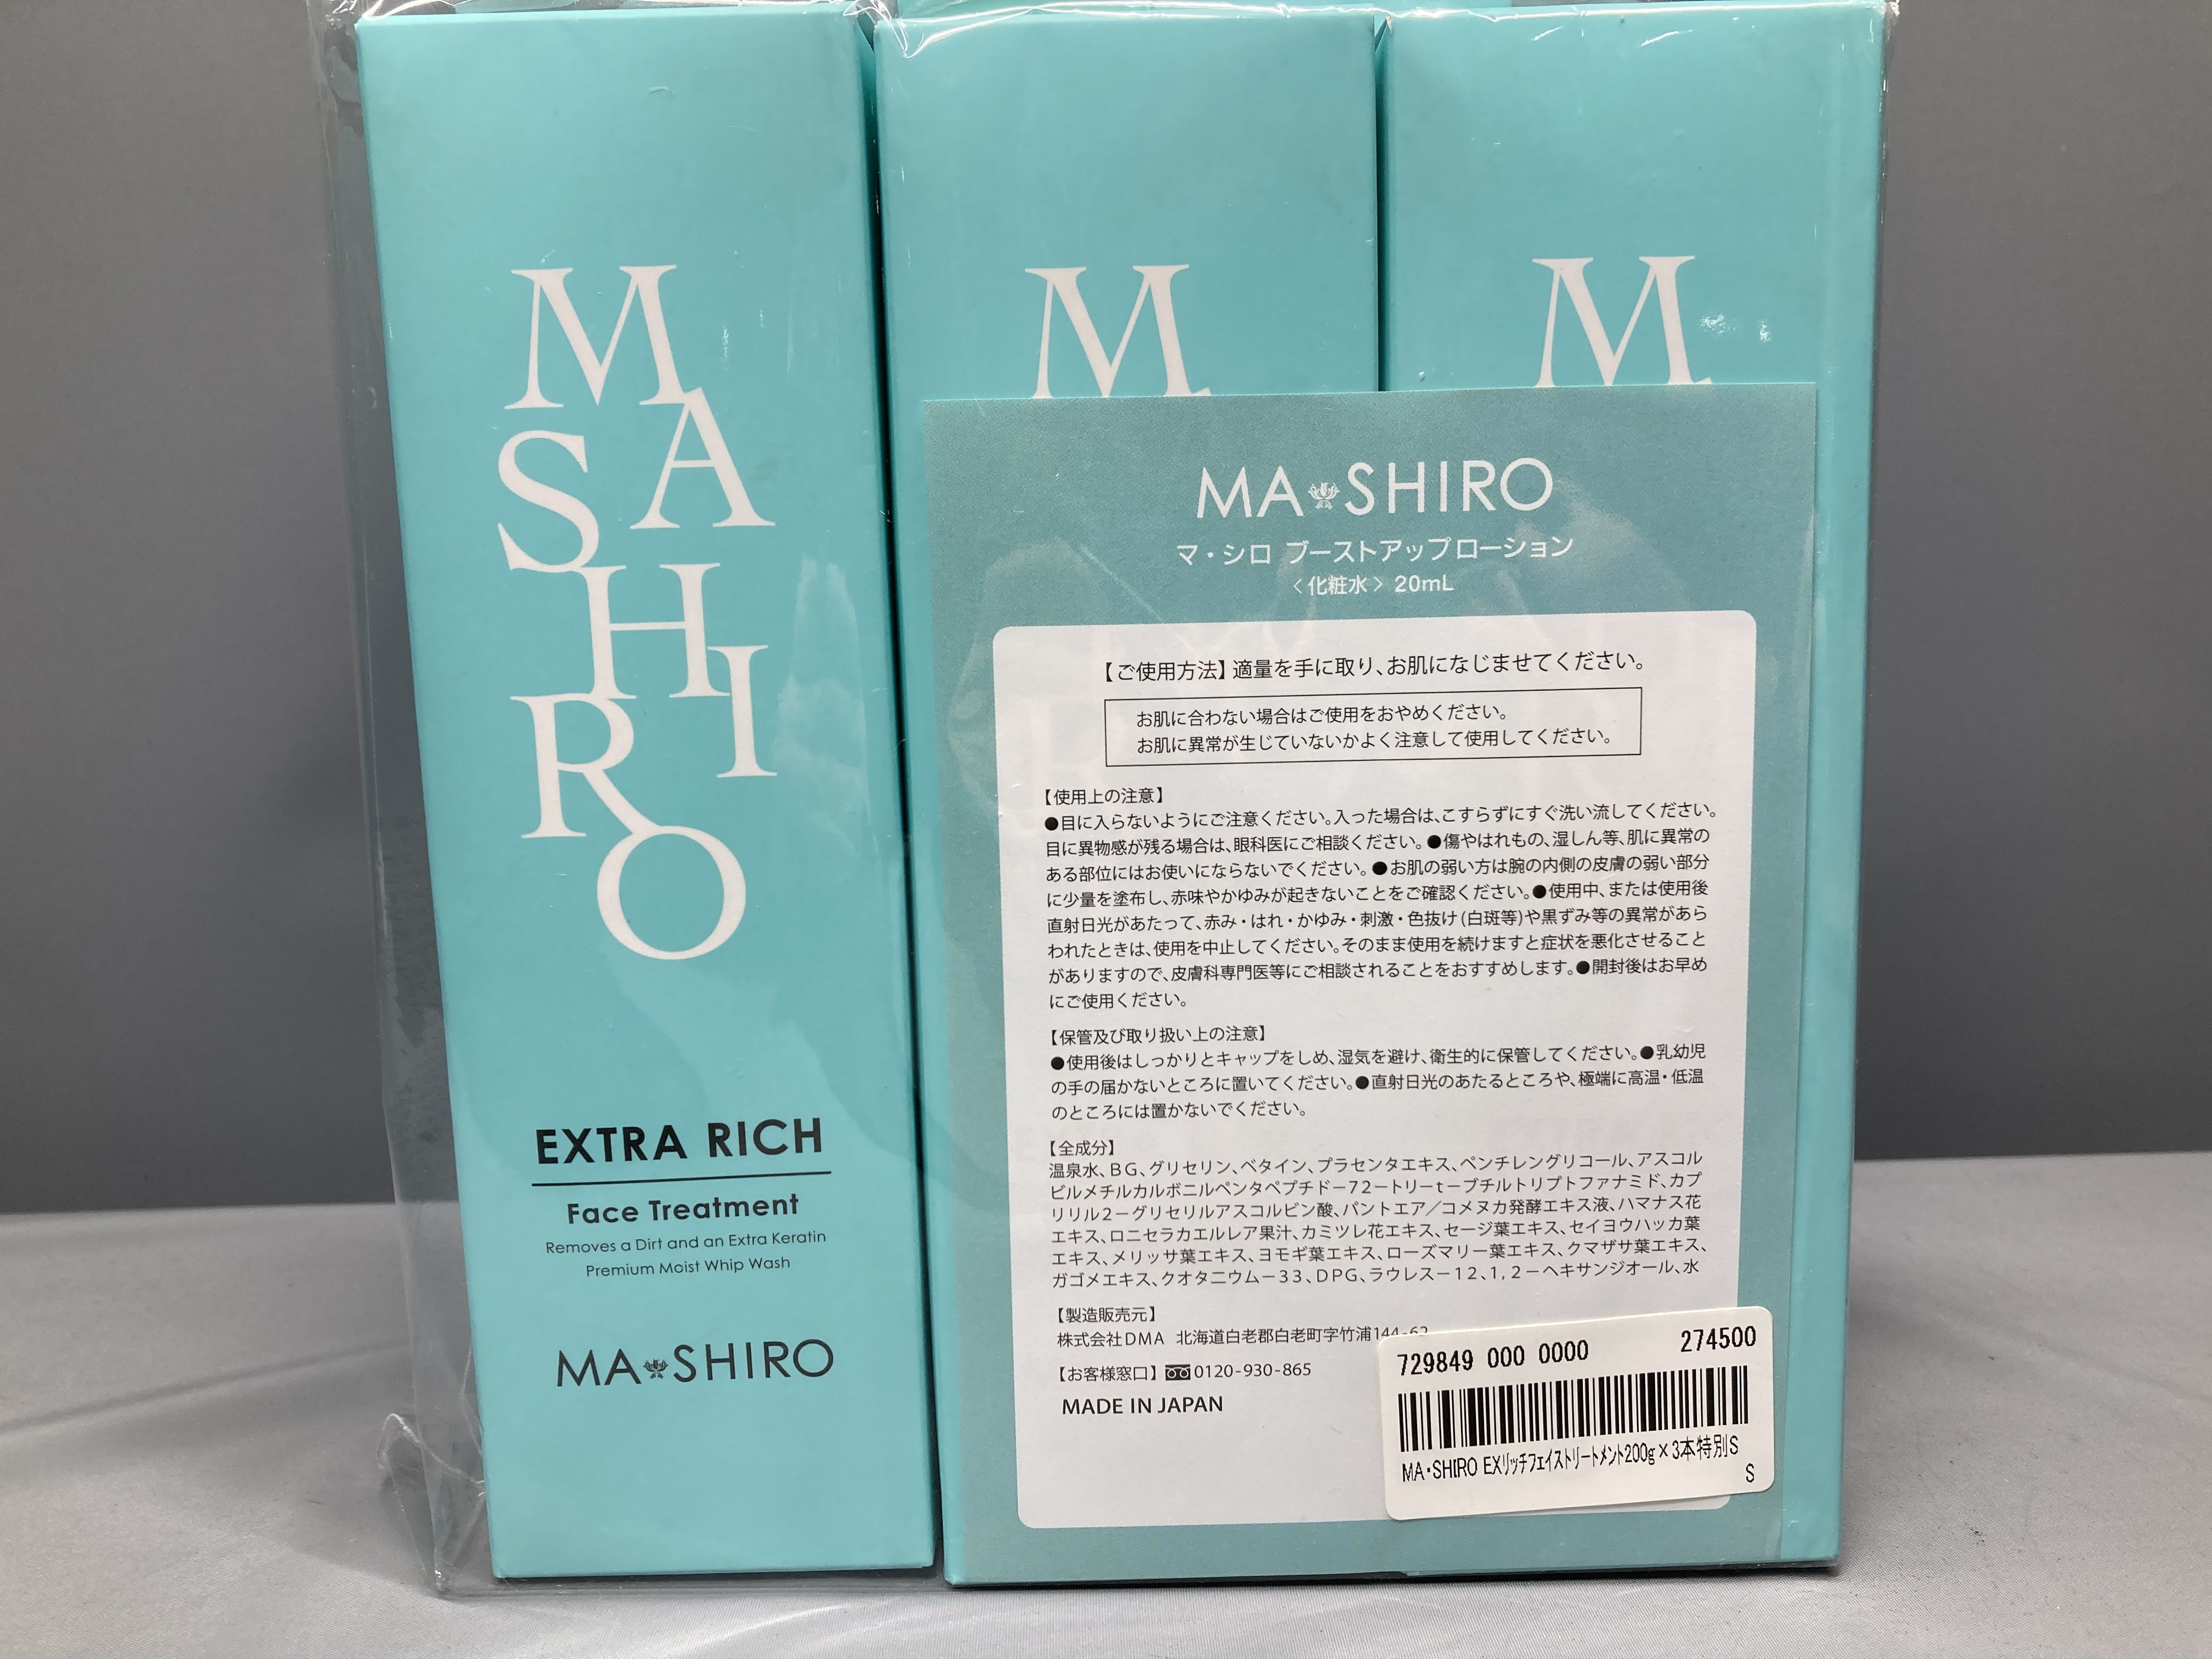 MASHIRO
EXTRA RICH
Face Treatment
Removes a Dirt and an Extra Keratin
Premium Moist Whip Wash
MA SHIRO
M
M
MA SHIRO
マ・シロ ブーストアップローション
〈化粧水〉20mL
【ご使用方法】適量を手に取り、お肌になじませてください。
お肌に合わない場合はご使用をおやめください。
お肌に異常が生じていないかよく注意して使用してください。
【使用上の注意】
●目に入らないようにご注意ください。入った場合は、こすらずにすぐ洗い流してください。
目に異物感が残る場合は、眼科医にご相談ください。●傷やはれもの、湿しん等、肌に異常の
ある部位にはお使いにならないでください。●お肌の弱い方は腕の内側の皮膚の弱い部分
に少量を塗布し、赤味やかゆみが起きないことをご確認ください。●使用中、または使用後
直射日光があたって、赤み・はれ・かゆみ・刺激・色抜け(白斑等)や黒ずみ等の異常があら
われたときは、使用を中止してください。そのまま使用を続けますと症状を悪化させること
がありますので、皮膚科専門医等にご相談されることをおすすめします。●開封後はお早め
にご使用ください。
【保管及び取り扱い上の注意】
●使用後はしっかりとキャップをしめ、湿気を避け、衛生的に保管してください。●乳幼児
の手の届かないところに置いてください。●直射日光のあたるところや、極端に高温・低温
のところには置かないでください。
【全成分】
温泉水、BG、グリセリン、ベタイン、プラセンタエキス、ペンチレングリコール、アスコル
ビルメチルカルボニルペンタペプチド－72－トリ－t－ブチルトリプトファナミド、カプ
リリル2－グリセリルアスコルビン酸、パントエア／コメヌカ発酵エキス液、ハマナス花
エキス、ロニセラカエルレア果汁、カミツレ花エキス、セージ葉エキス、セイヨウハッカ葉
エキス、メリッサ葉エキス、ヨモギ葉エキス、ローズマリー葉エキス、クマザサ葉エキス、
ガゴメエキス、クオタニウム－33、DPG、ラウレス－12、1,2－ヘキサンジオール、水
【製造販売元】
株式会社DMA 北海道白老郡白老町字竹浦144-62
【お客様窓口】0120-930-865
MADE IN JAPAN
729849 000 0000 274500
MA・SHIRO EXリッチフェイストリートメント200g×3本特別S
S